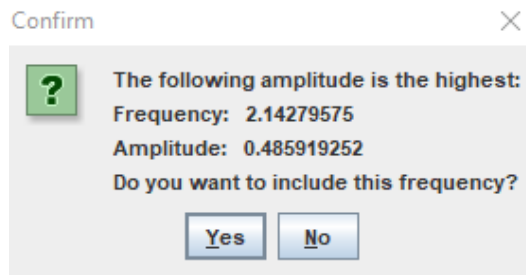 Confirm
The following amplitude is the highest:
Frequency: 2.14279575
Amplitude: 0.485919252
Do you want to include this frequency?
Yes No